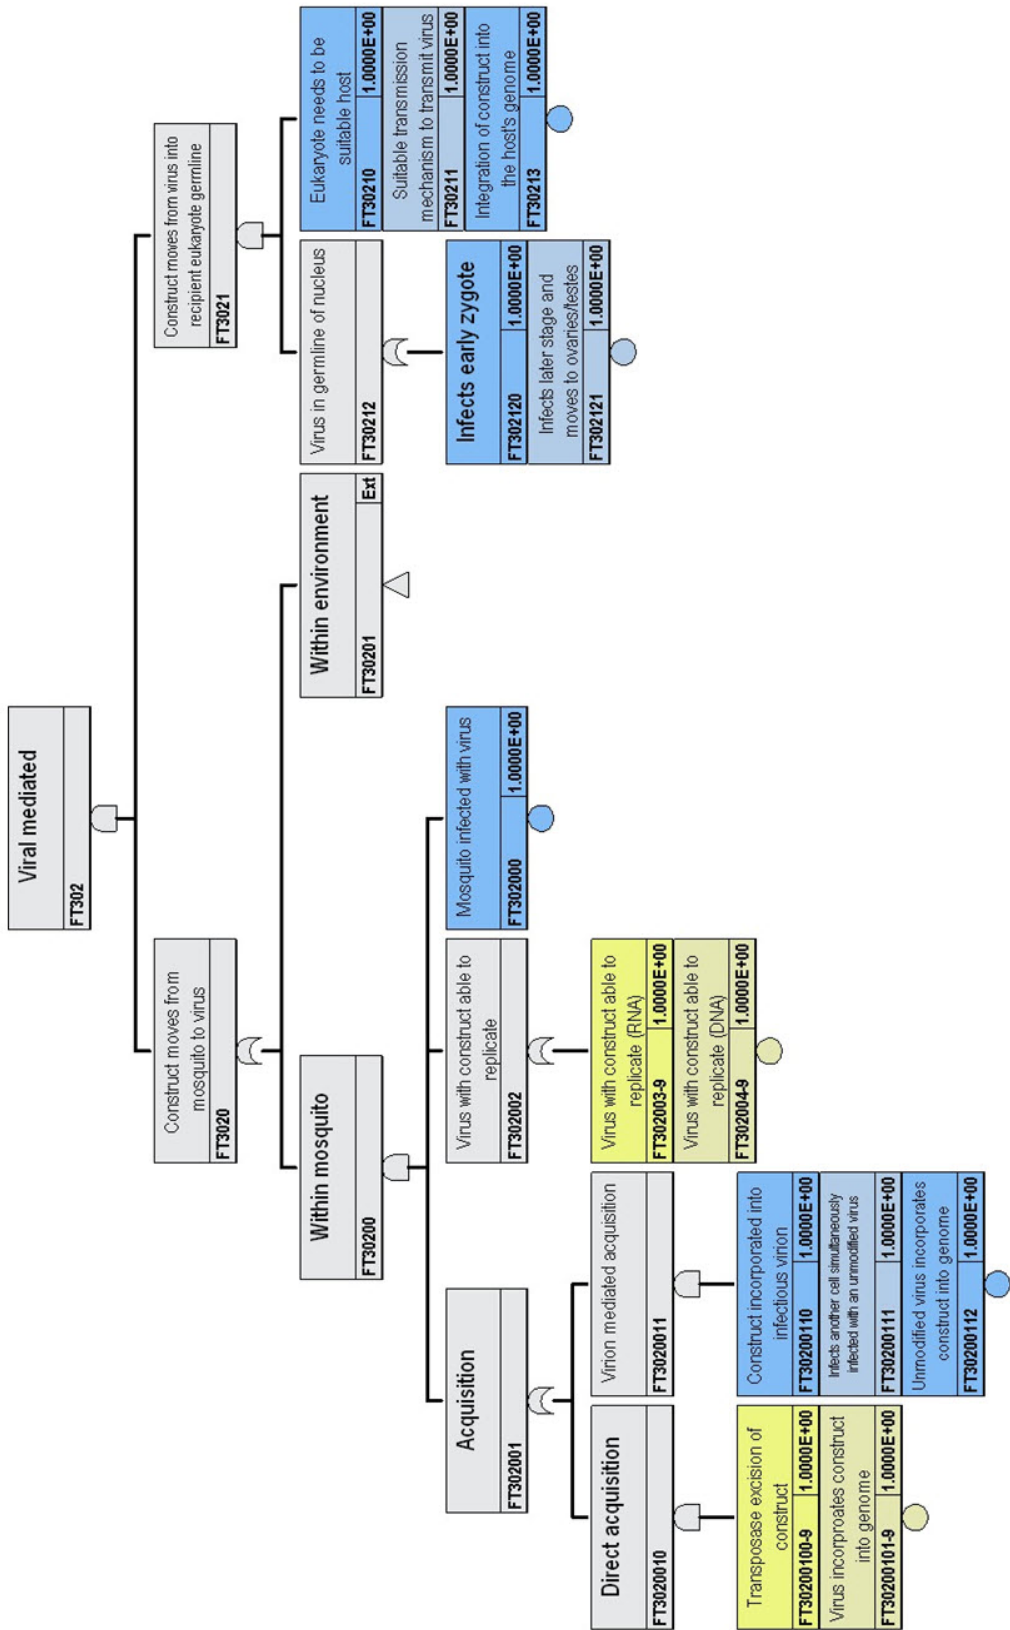 Viral mediated
FT302
Construct moves from
mosquito to virus
FT3020
Construct moves from virus into
recipient eukaryote germline
FT3021
Within mosquito
FT30200
Within environment
FT30201 Ext
Virus in germline of nucleus
FT30212
Eukaryote needs to be
suitable host
FT30210 1.0000E+00
Suitable transmission
mechanism to transmit virus
FT30211 1.0000E+00
Integration of construct into
the host's genome
FT30213 1.0000E+00
Acquisition
FT302001
Virus with construct able to
replicate
FT302002
Mosquito infected with virus
FT302000 1.0000E+00
Infects early zygote
FT302120 1.0000E+00
Infects later stage and
moves to ovaries/testes
FT302121 1.0000E+00
Direct acquisition
FT3020010
Virion mediated acquisition
FT3020011
Virus with construct able to
replicate (RNA)
FT302003-9 1.0000E+00
Virus with construct able to
replicate (DNA)
FT302004-9 1.0000E+00
Transposase excision of
construct
FT30200100-9 1.0000E+00
Virus incorproates construct
into genome
FT30200101-9 1.0000E+00
Construct incorporated into
infectious virion
FT30200110 1.0000E+00
Infects another cell simultaneously
infected with an unmodified virus
FT30200111 1.0000E+00
Unmodified virus incorporates
construct into genome
FT30200112 1.0000E+00